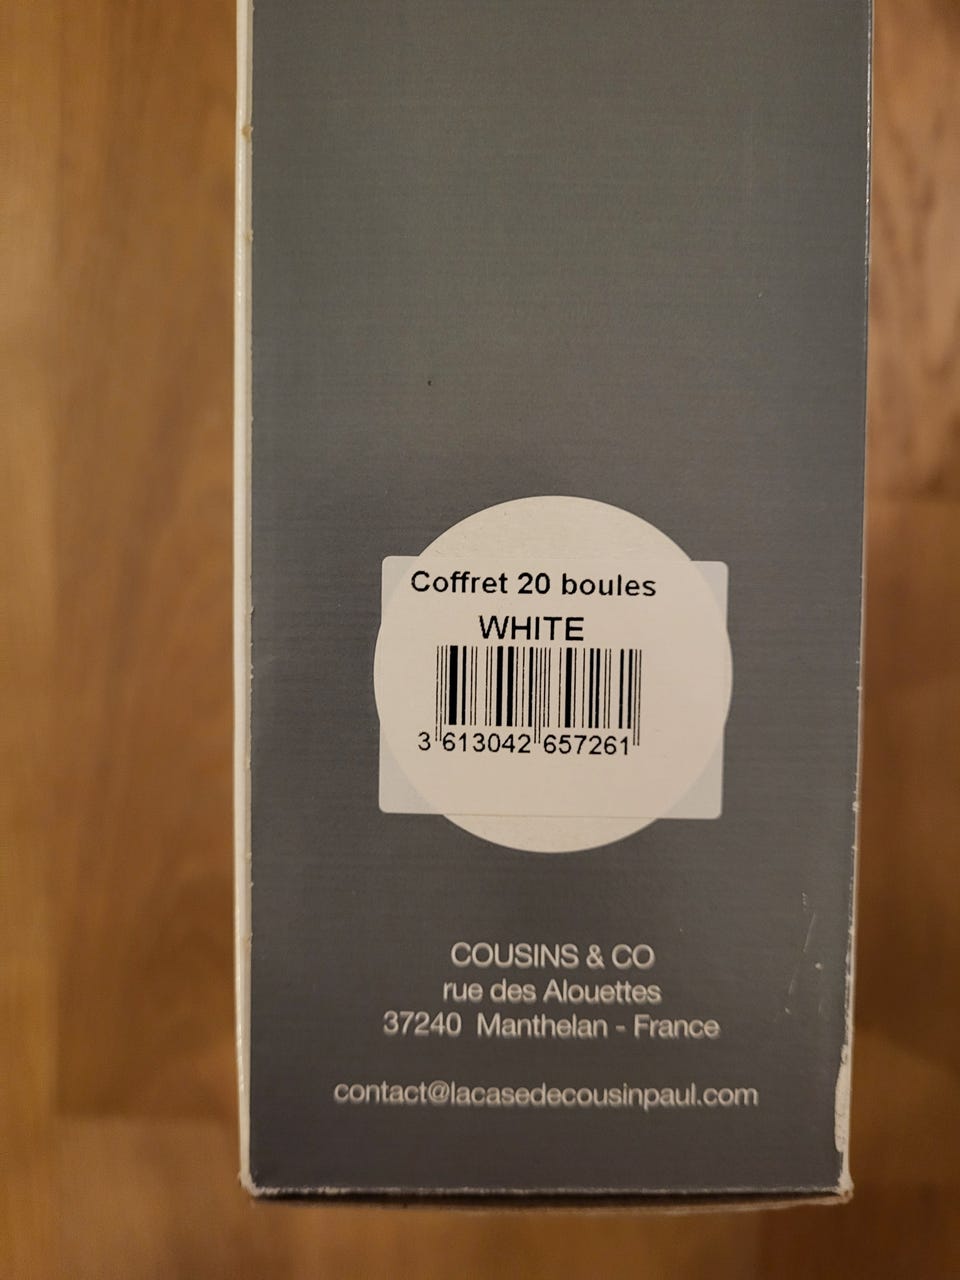 Coffret 20 boules
WHITE
3 613042 657261
COUSINS & CO
rue des Alouettes
37240 Manthelan - France
contact@lacasedecousinpaul.com